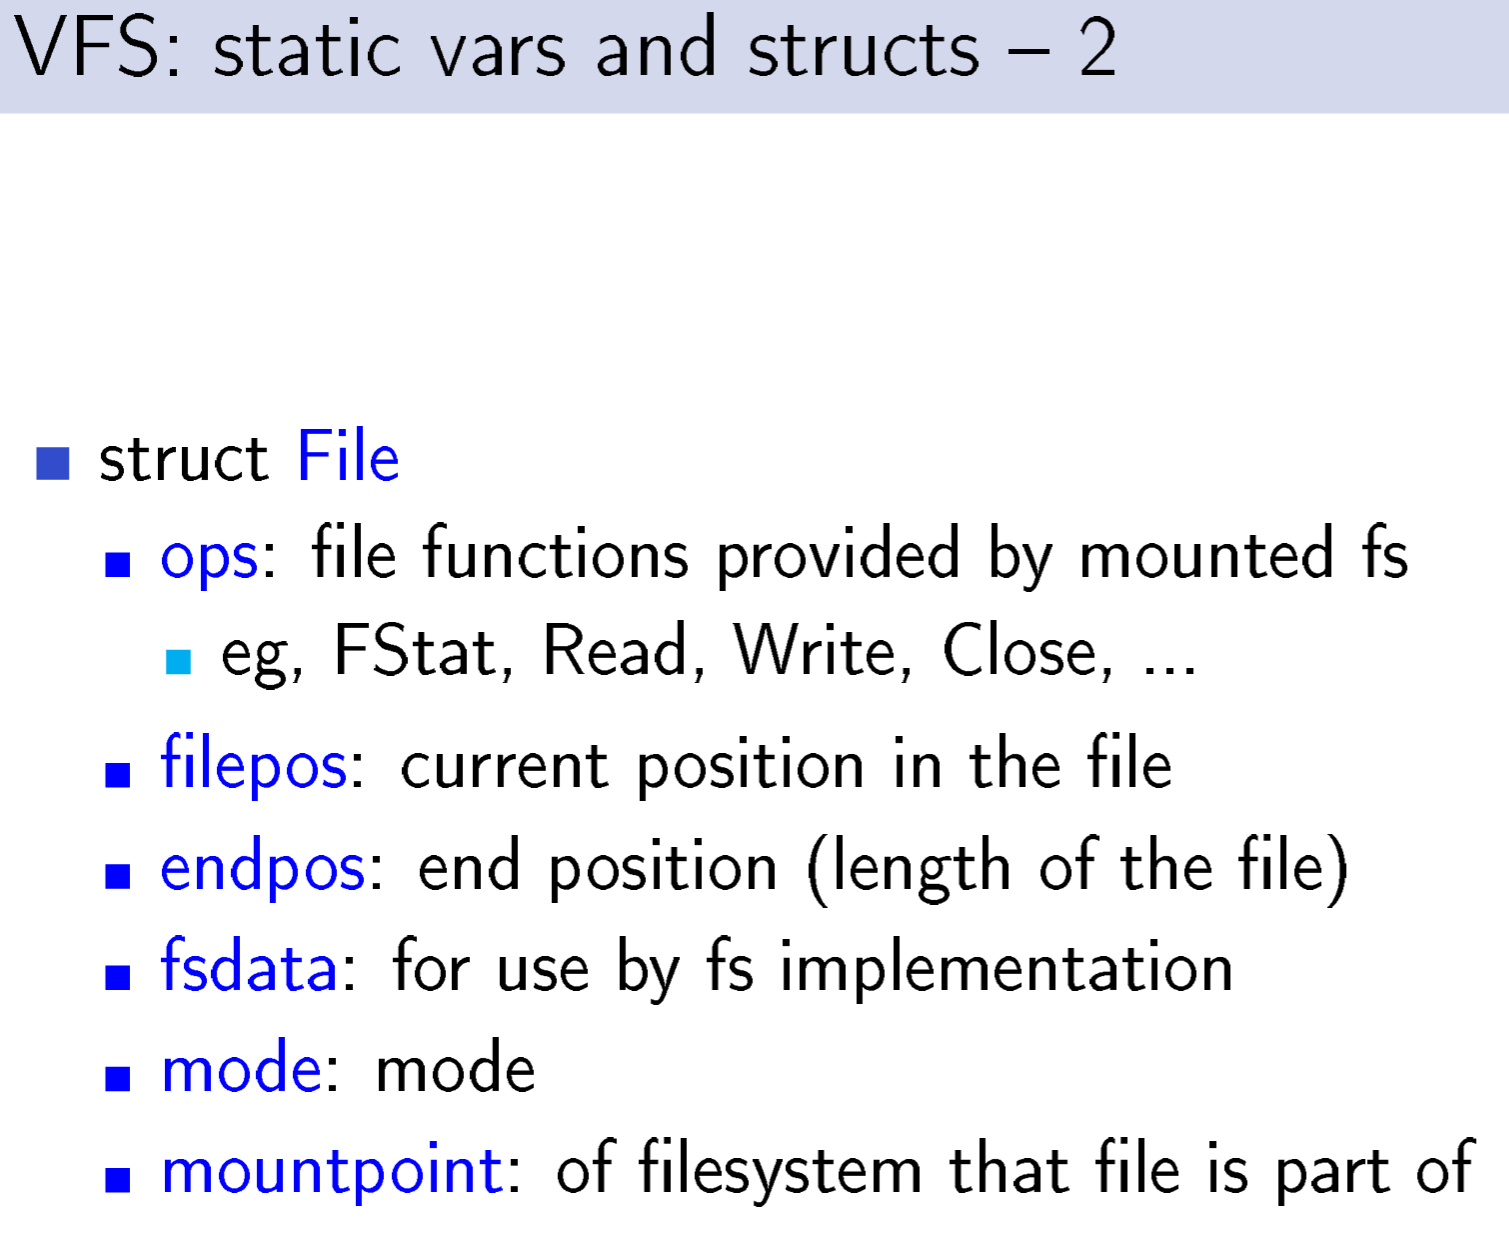 VFS: static vars and structs – 2
struct File
ops: file functions provided by mounted fs
eg, FStat, Read, Write, Close, ...
filepos: current position in the file
endpos: end position (length of the file)
fsdata: for use by fs implementation
mode: mode
mountpoint: of filesystem that file is part of